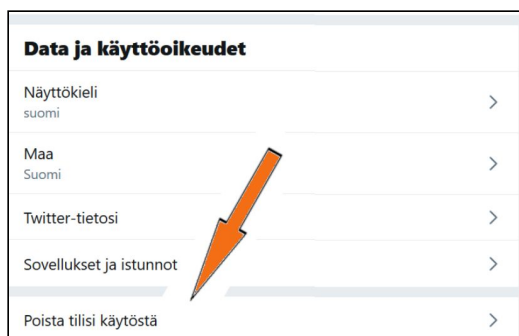 Data ja käyttöoikeudet
Näyttökieli
suomi
Maa
Suomi
Twitter-tietosi
Sovellukset ja istunnot
Poista tilisi käytöstä